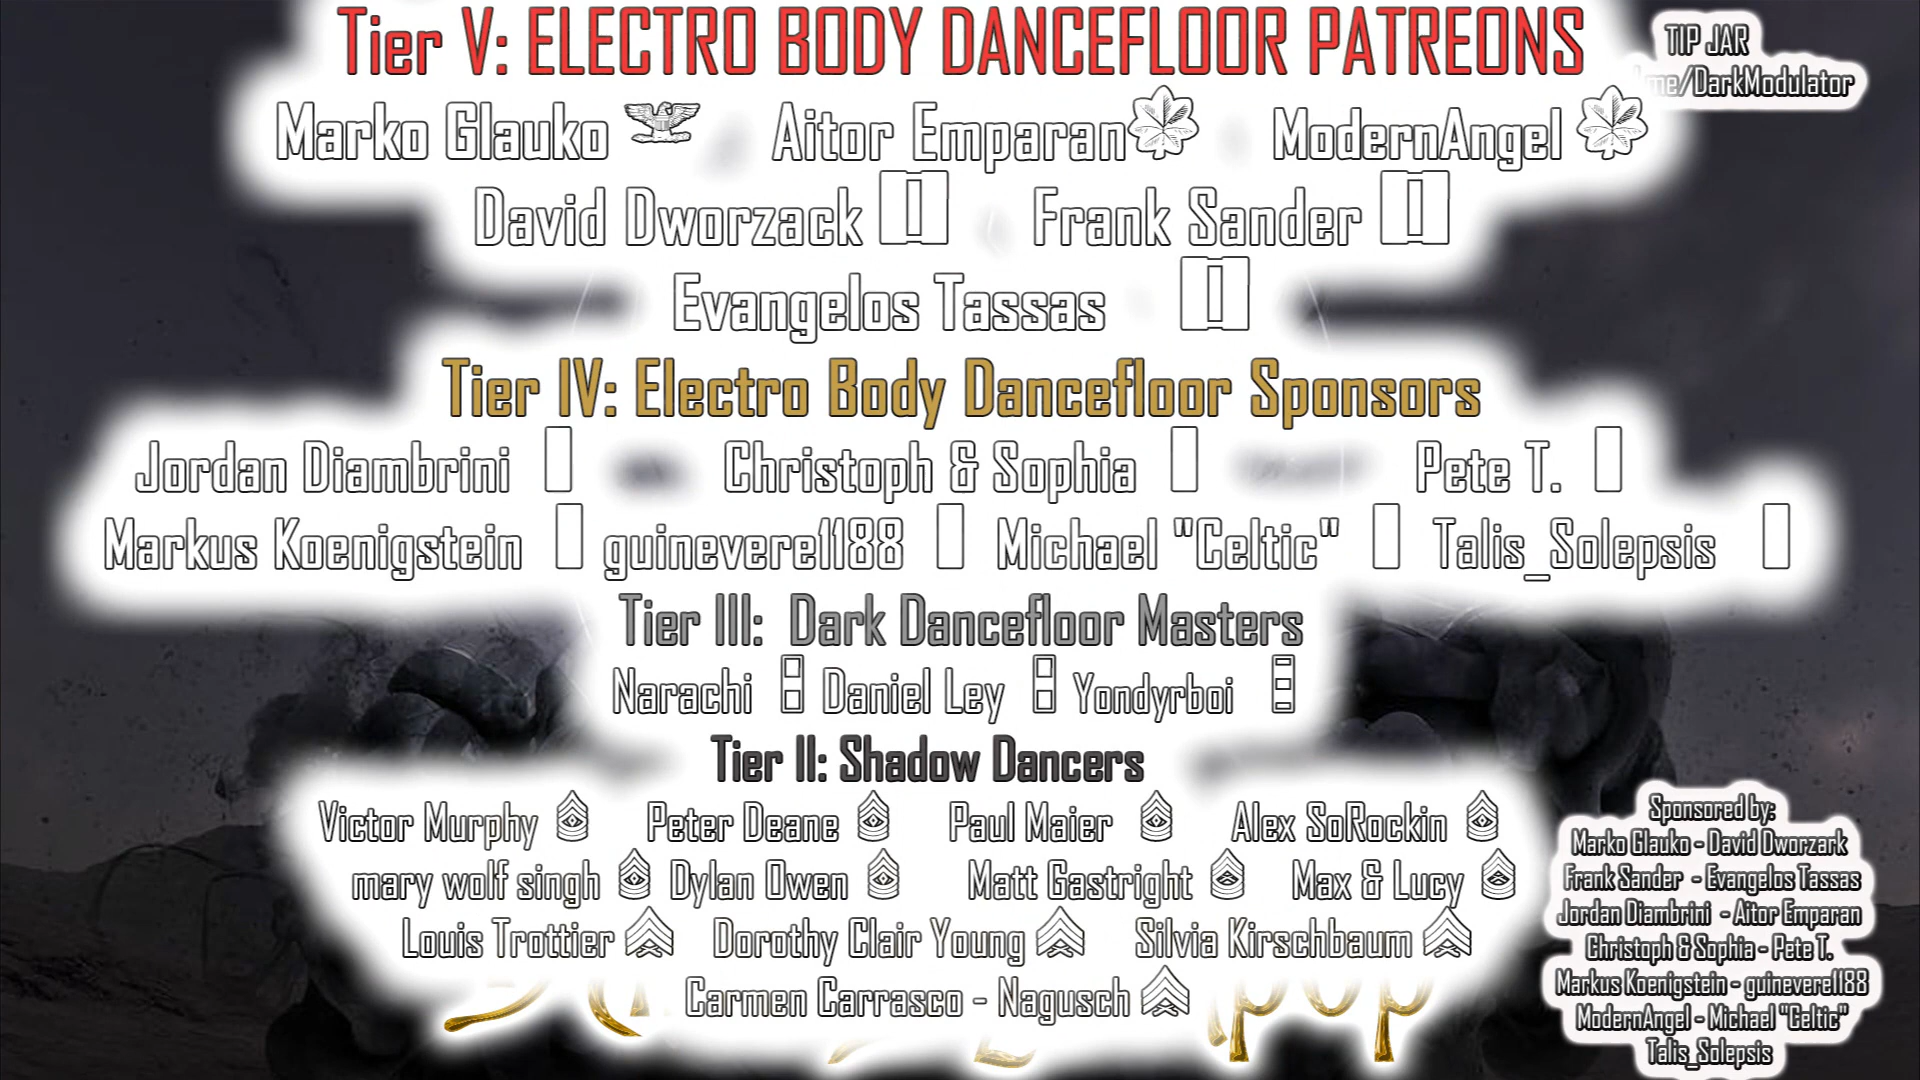 Tier V: ELECTRO BODY DANCEFLOOR PATREONS
TIP JAR
me/DarkModulator
Marko Glauko Aitor Emparan ModernAngel
David Dworzack Frank Sander
Evangelos Tassas
Tier IV: Electro Body Dancefloor Sponsors
Jordan Diambrini Christoph & Sophia Pete T.
Markus Koenigstein guinevere1188 Michael "Celtic" Talis_Solepsis
Tier III: Dark Dancefloor Masters
Narachi Daniel Ley Yondyrboi
Tier II: Shadow Dancers
Victor Murphy Peter Deane Paul Maier Alex SoRockin
mary wolf singh Dylan Owen Matt Gastright Max & Lucy
Louis Trottier Dorothy Clair Young Silvia Kirschbaum
Carmen Carrasco - Nagusch
Sponsored by:
Marko Glauko - David Dworzark
Frank Sander - Evangelos Tassas
Jordan Diambrini - Aitor Emparan
Christoph & Sophia - Pete T.
Markus Koenigstein - guinevere1188
ModernAngel - Michael "Celtic"
Talis_Solepsis